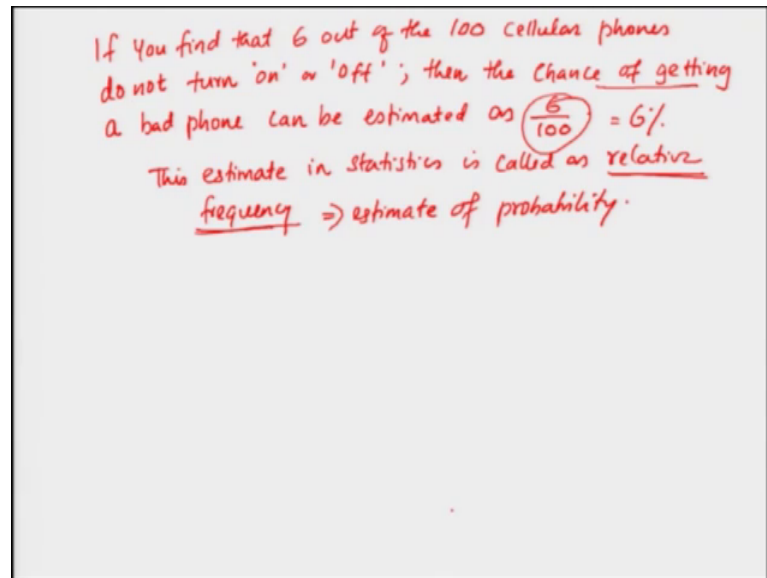 If you find that 6 out of the 100 cellular phones
do not turn 'on' or 'off' ; then the chance of getting
a bad phone can be estimated as 6/100 = 6%.
This estimate in statistics is called as relative
frequency ⇒ estimate of probability.